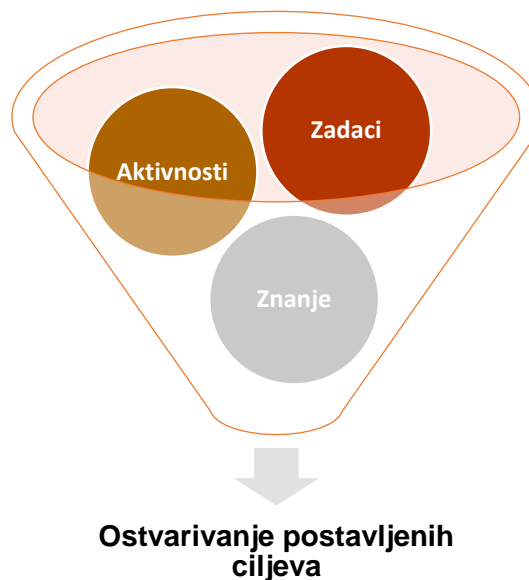 Zadaci
Aktivnosti
Znanje
Ostvarivanje postavljenih
ciljeva